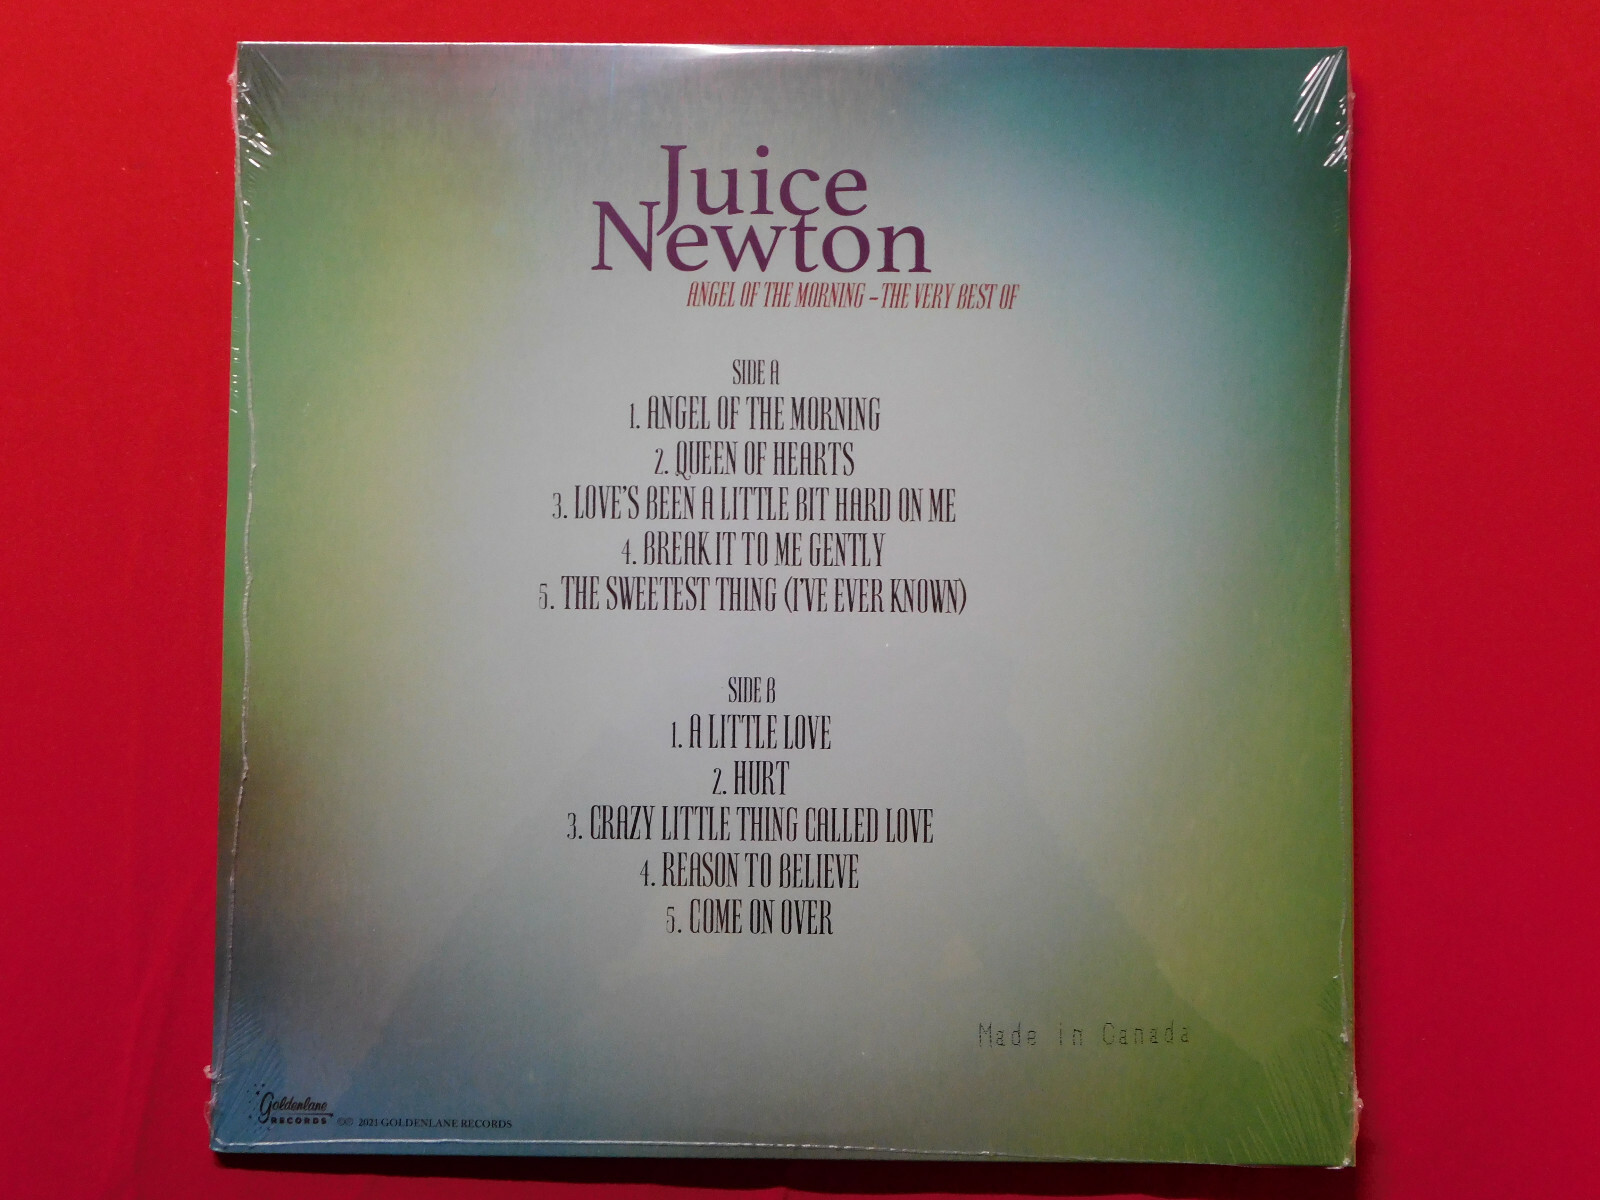 Juice
Newton
ANGEL OF THE MORNING – THE VERY BEST OF
SIDE A
1. ANGEL OF THE MORNING
2. QUEEN OF HEARTS
3. LOVE'S BEEN A LITTLE BIT HARD ON ME
4. BREAK IT TO ME GENTLY
5. THE SWEETEST THING (I'VE EVER KNOWN)
SIDE B
1. A LITTLE LOVE
2. HURT
3. CRAZY LITTLE THING CALLED LOVE
4. REASON TO BELIEVE
5. COME ON OVER
Made in Canada
Goldenlane
RECORDS
©℗ 2021 GOLDENLANE RECORDS